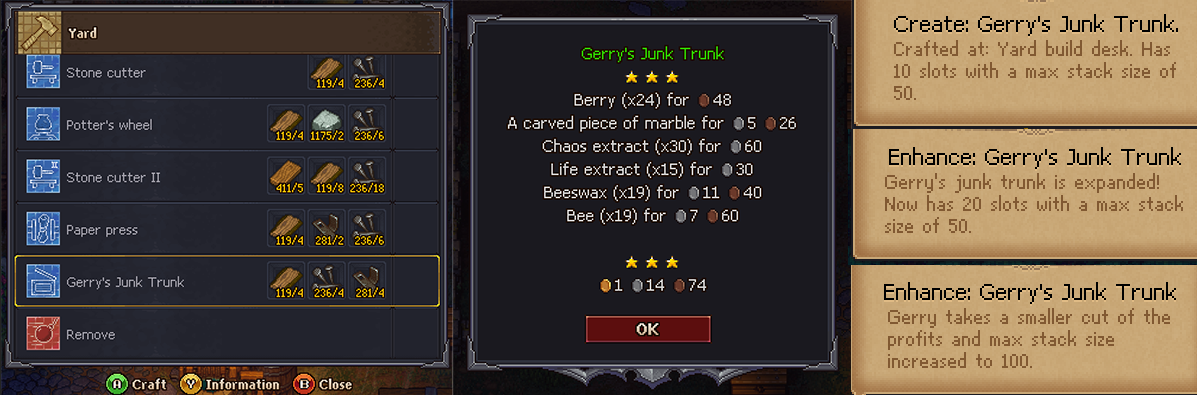 Yard
Stone cutter 119/4 236/4
Potter's wheel 119/4 1175/2 236/6
Stone cutter II 411/5 119/8 236/18
Paper press 119/4 281/2 236/6
Gerry's Junk Trunk 119/4 236/4 281/4
Remove
A Craft Y Information B Close
Gerry's Junk Trunk
Berry (x24) for 48
A carved piece of marble for 5 26
Chaos extract (x30) for 60
Life extract (x15) for 30
Beeswax (x19) for 11 40
Bee (x19) for 7 60
1 14 74
OK
Create: Gerry's Junk Trunk.
Crafted at: Yard build desk. Has
10 slots with a max stack size of
50.
Enhance: Gerry's Junk Trunk
Gerry's junk trunk is expanded!
Now has 20 slots with a max stack
size of 50.
Enhance: Gerry's Junk Trunk
Gerry takes a smaller cut of the
profits and max stack size
increased to 100.